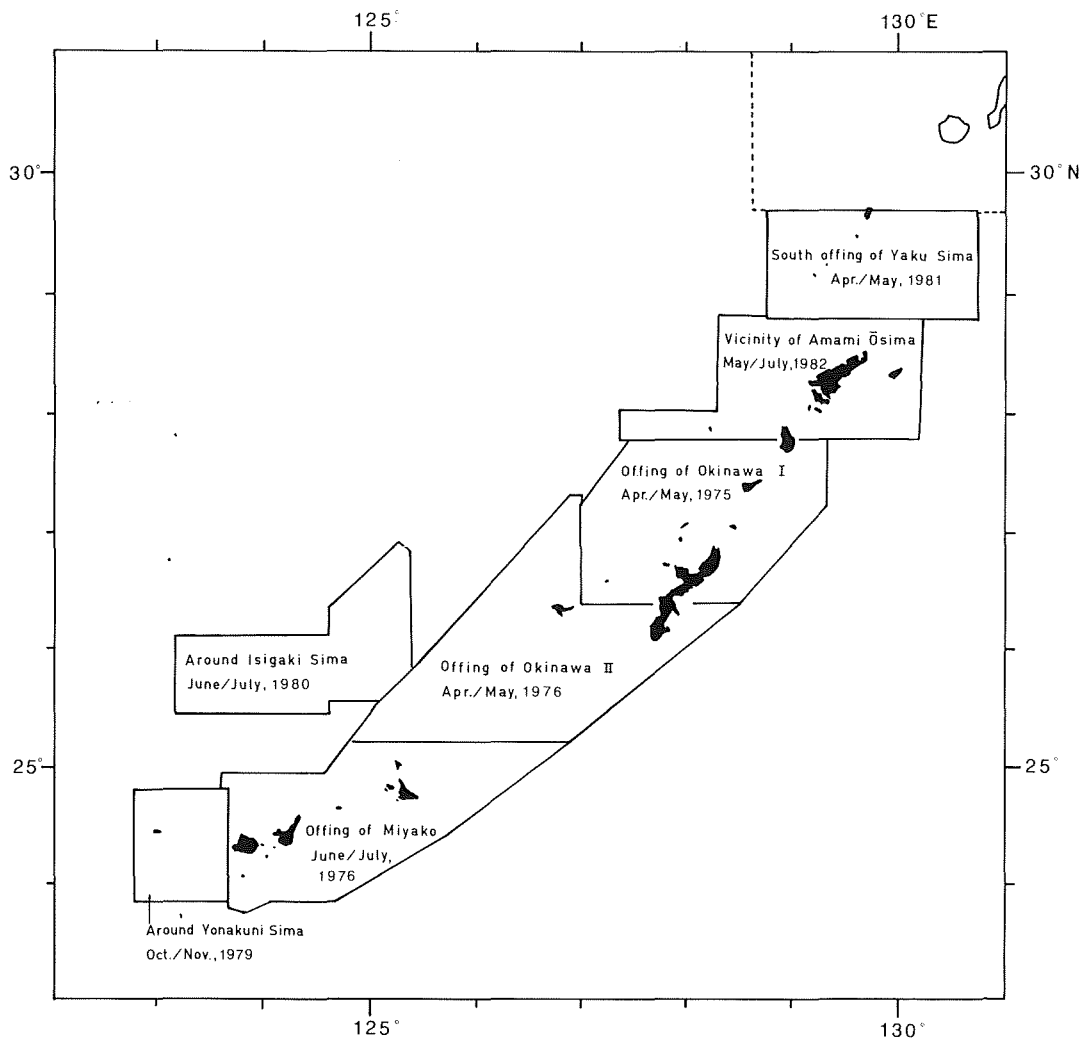 125°
130°E
30°
30°N
South offing of Yaku Sima
Apr./May, 1981
Vicinity of Amami Ōsima
May/July, 1982
Offing of Okinawa I
Apr./May, 1975
Around Isigaki Sima
June/July, 1980
Offing of Okinawa II
Apr./May, 1976
25°
25°N
Offing of Miyako
June/July,
1976
Around Yonakuni Sima
Oct./Nov., 1979
125°
130°